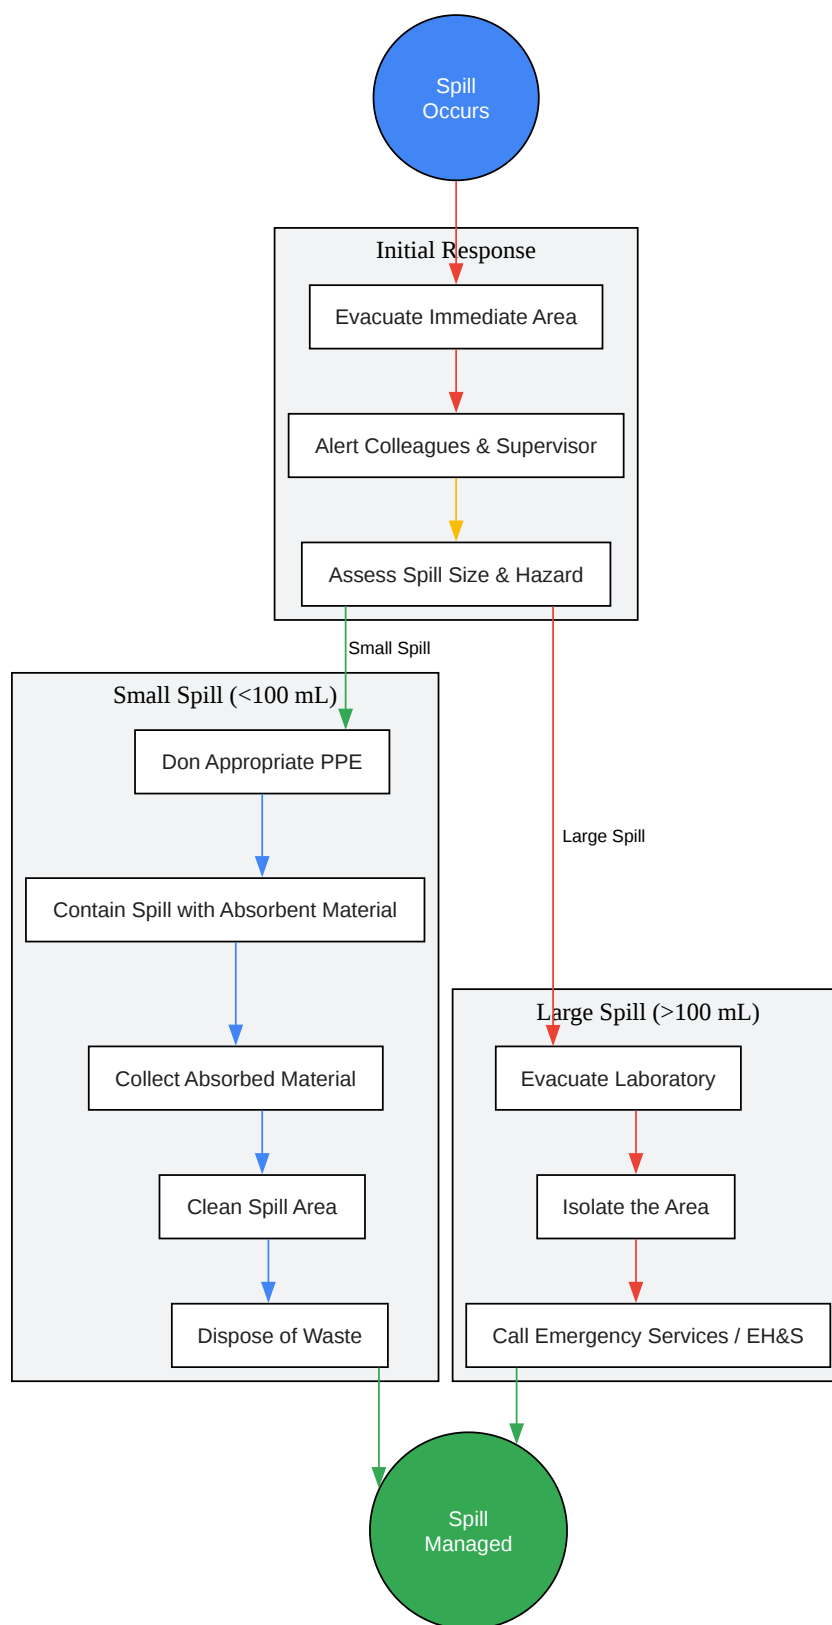 Spill
Occurs
Initial Response
Evacuate Immediate Area
Alert Colleagues & Supervisor
Assess Spill Size & Hazard
Small Spill
Small Spill (<100 mL)
Don Appropriate PPE
Large Spill
Contain Spill with Absorbent Material
Large Spill (>100 mL)
Collect Absorbed Material
Evacuate Laboratory
Clean Spill Area
Isolate the Area
Dispose of Waste
Call Emergency Services / EH&S
Spill
Managed